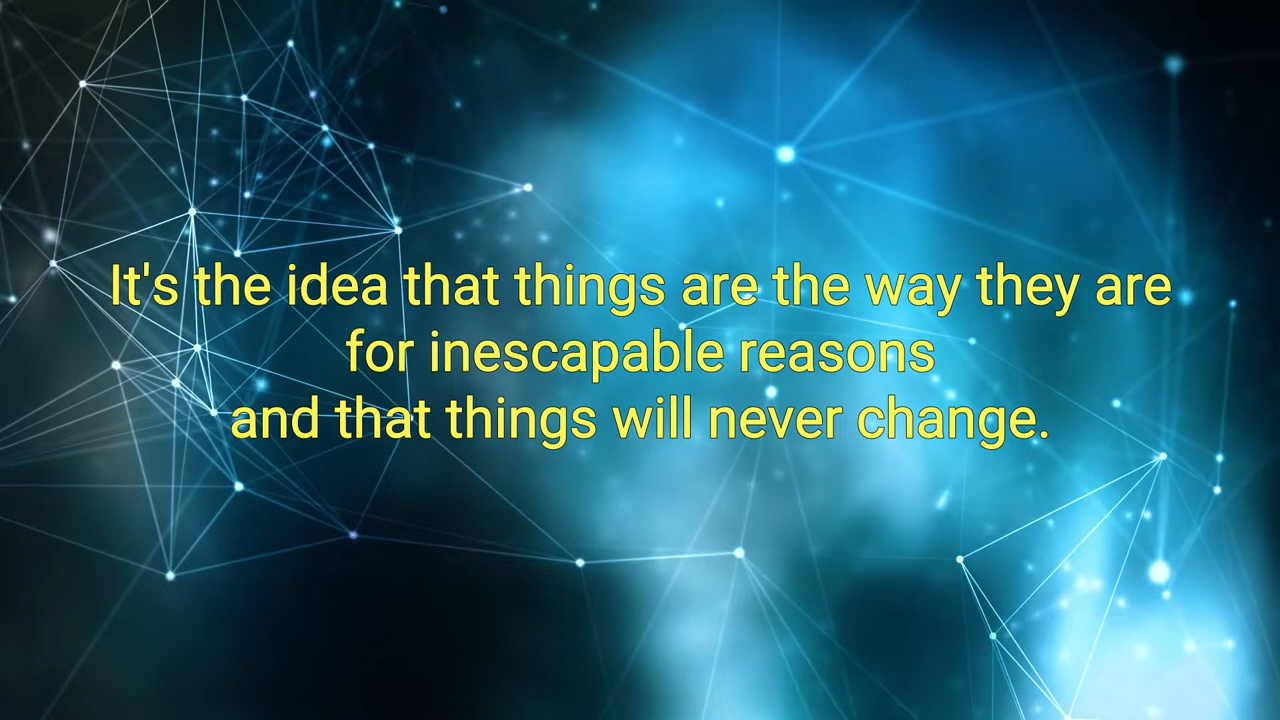 It's the idea that things are the way they are
for inescapable reasons
and that things will never change.